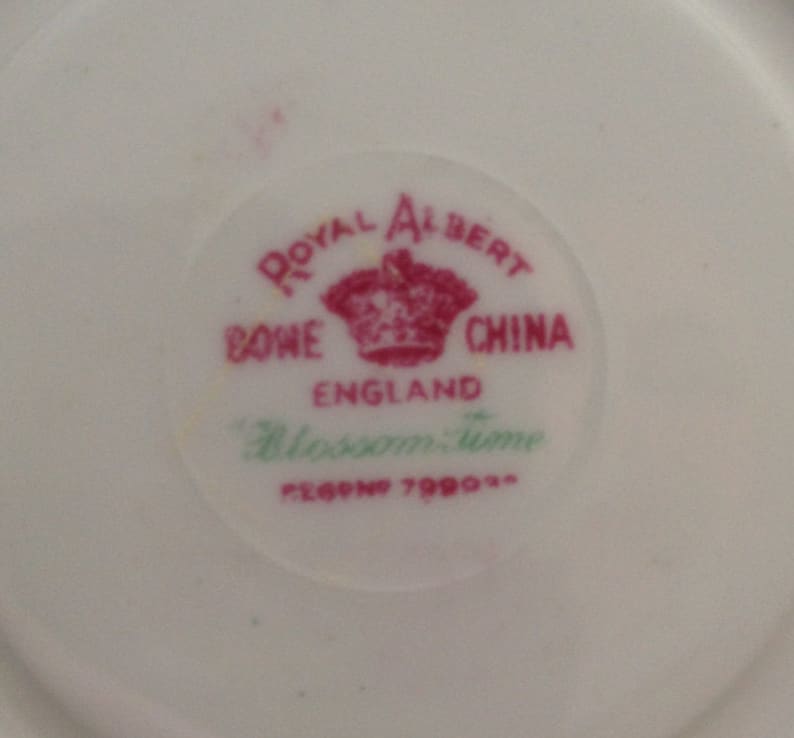 ROYAL ALBERT
BONE CHINA
ENGLAND
"Blossom Time
REGD No